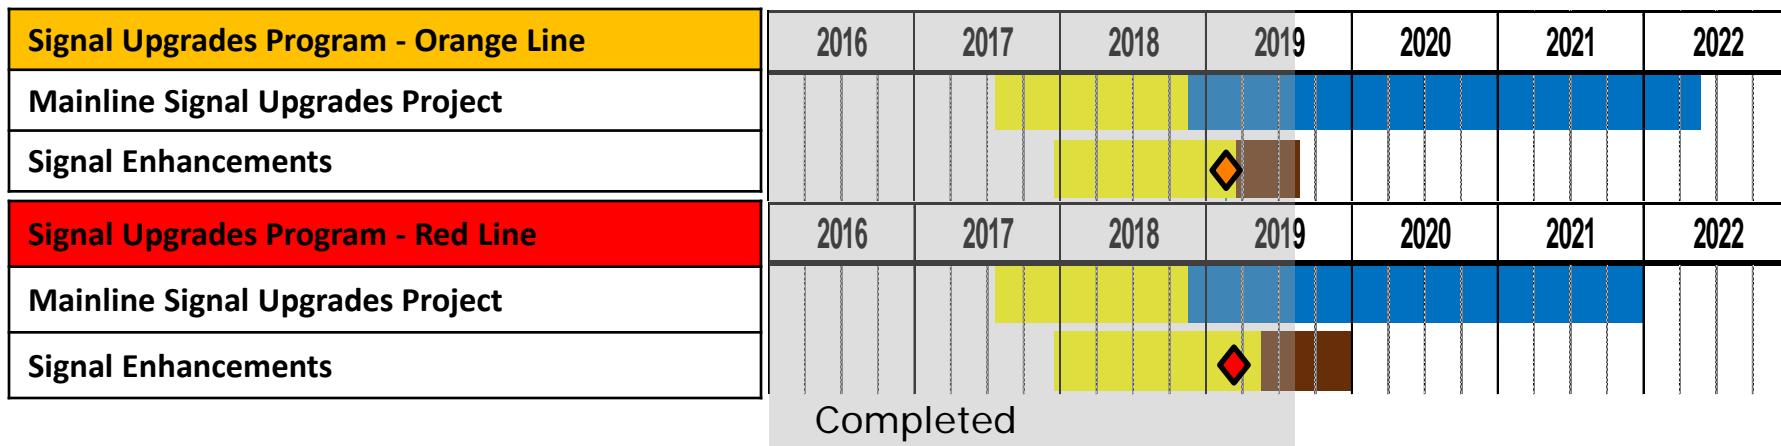 Signal Upgrades Program - Orange Line 2016 2017 2018 2019 2020 2021 2022
Mainline Signal Upgrades Project
Signal Enhancements
Signal Upgrades Program - Red Line 2016 2017 2018 2019 2020 2021 2022
Mainline Signal Upgrades Project
Signal Enhancements
Completed